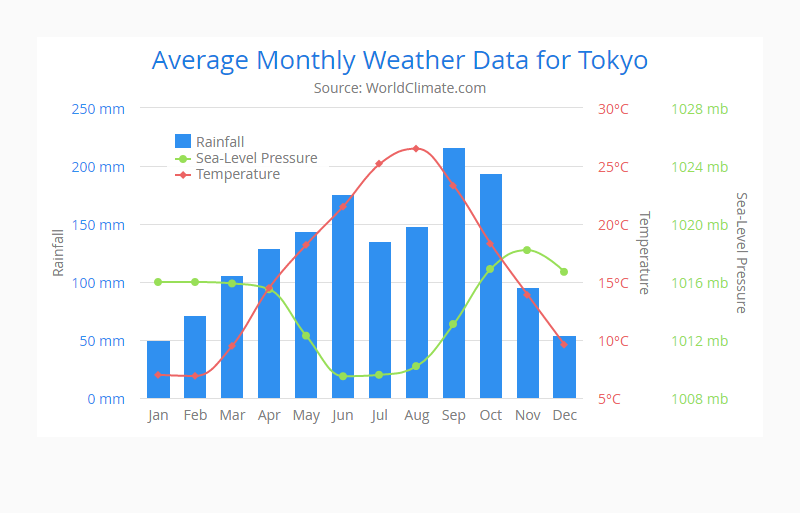 Average Monthly Weather Data for Tokyo
Source: WorldClimate.com
250 mm
200 mm
150 mm
100 mm
50 mm
0 mm
Rainfall
Rainfall
Sea-Level Pressure
Temperature
30°C
25°C
20°C
15°C
10°C
5°C
Temperature
1028 mb
1024 mb
1020 mb
1016 mb
1012 mb
1008 mb
Sea-Level Pressure
Jan Feb Mar Apr May Jun Jul Aug Sep Oct Nov Dec